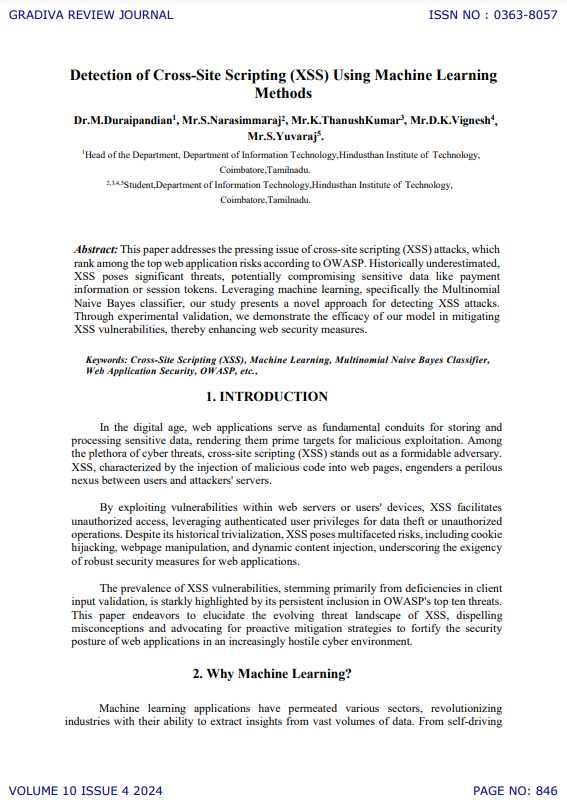 GRADIVA REVIEW JOURNAL ISSN NO : 0363-8057
Detection of Cross-Site Scripting (XSS) Using Machine Learning
Methods
Dr.M.Duraipandian1, Mr.S.Narasimmaraj2, Mr.K.ThanushKumar3, Mr.D.K.Vignesh4,
Mr.S.Yuvaraj5.
1Head of the Department, Department of Information Technology,Hindusthan Institute of Technology,
Coimbatore,Tamilnadu.
2,3,4,5Student,Department of Information Technology,Hindusthan Institute of Technology,
Coimbatore,Tamilnadu.
Abstract: This paper addresses the pressing issue of cross-site scripting (XSS) attacks, which
rank among the top web application risks according to OWASP. Historically underestimated,
XSS poses significant threats, potentially compromising sensitive data like payment
information or session tokens. Leveraging machine learning, specifically the Multinomial
Naive Bayes classifier, our study presents a novel approach for detecting XSS attacks.
Through experimental validation, we demonstrate the efficacy of our model in mitigating
XSS vulnerabilities, thereby enhancing web security measures.
Keywords: Cross-Site Scripting (XSS), Machine Learning, Multinomial Naive Bayes Classifier,
Web Application Security, OWASP, etc.,
1. INTRODUCTION
In the digital age, web applications serve as fundamental conduits for storing and
processing sensitive data, rendering them prime targets for malicious exploitation. Among
the plethora of cyber threats, cross-site scripting (XSS) stands out as a formidable adversary.
XSS, characterized by the injection of malicious code into web pages, engenders a perilous
nexus between users and attackers' servers.
By exploiting vulnerabilities within web servers or users' devices, XSS facilitates
unauthorized access, leveraging authenticated user privileges for data theft or unauthorized
operations. Despite its historical trivialization, XSS poses multifaceted risks, including cookie
hijacking, webpage manipulation, and dynamic content injection, underscoring the exigency
of robust security measures for web applications.
The prevalence of XSS vulnerabilities, stemming primarily from deficiencies in client
input validation, is starkly highlighted by its persistent inclusion in OWASP's top ten threats.
This paper endeavors to elucidate the evolving threat landscape of XSS, dispelling
misconceptions and advocating for proactive mitigation strategies to fortify the security
posture of web applications in an increasingly hostile cyber environment.
2. Why Machine Learning?
Machine learning applications have permeated various sectors, revolutionizing
industries with their ability to extract insights from vast volumes of data. From self-driving
VOLUME 10 ISSUE 4 2024 PAGE NO: 846